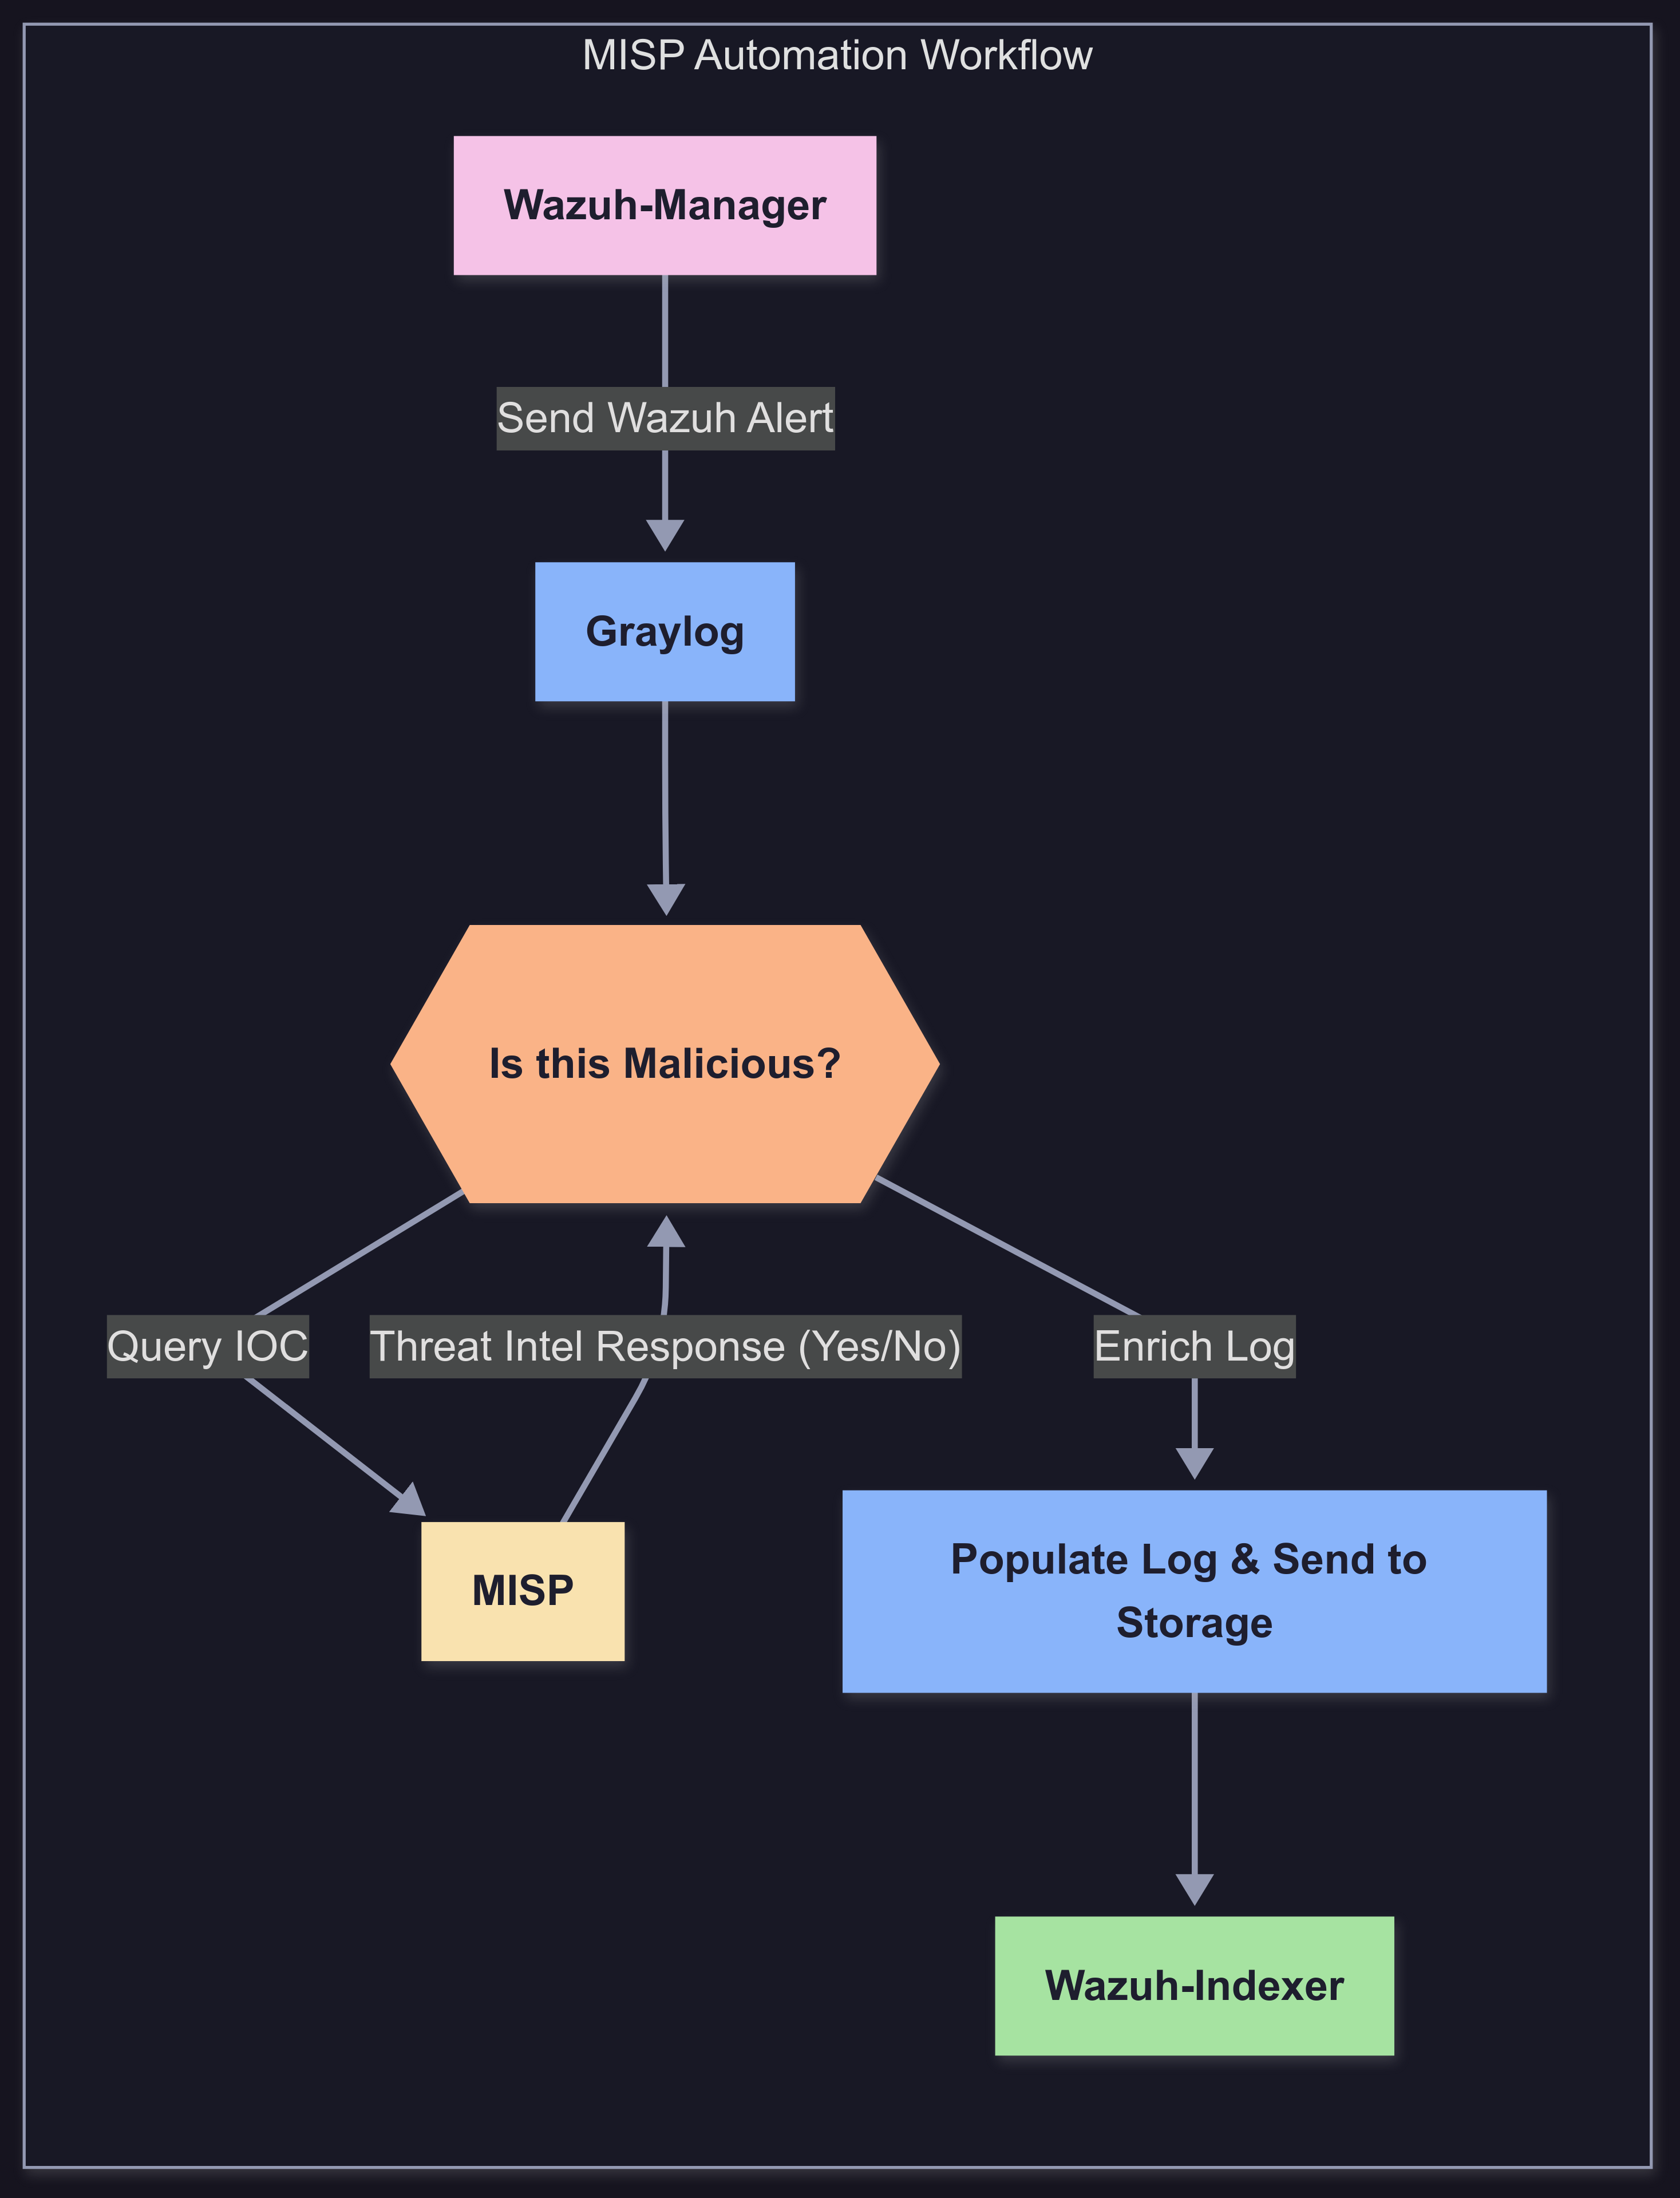 MISP Automation Workflow
Wazuh-Manager
Send Wazuh Alert
Graylog
Is this Malicious?
Query IOC
Threat Intel Response (Yes/No)
Enrich Log
MISP
Populate Log & Send to
Storage
Wazuh-Indexer